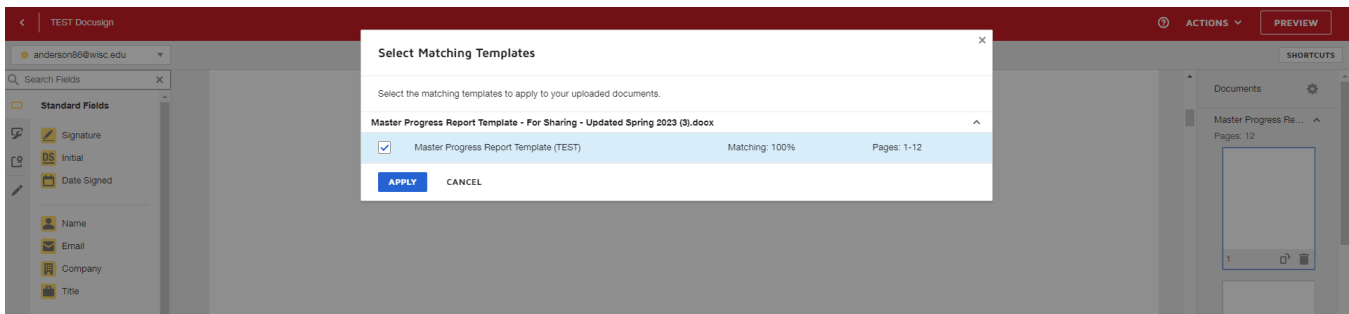 TEST Docusign
ACTIONS
PREVIEW
anderson86@wisc.edu
SHORTCUTS
Search Fields
Standard Fields
Signature
DS Initial
Date Signed
Name
Email
Company
Title
Select Matching Templates
Select the matching templates to apply to your uploaded documents.
Master Progress Report Template - For Sharing - Updated Spring 2023 (3).docx
Master Progress Report Template (TEST) Matching: 100% Pages: 1-12
APPLY CANCEL
Documents
Master Progress Re...
Pages: 12
1